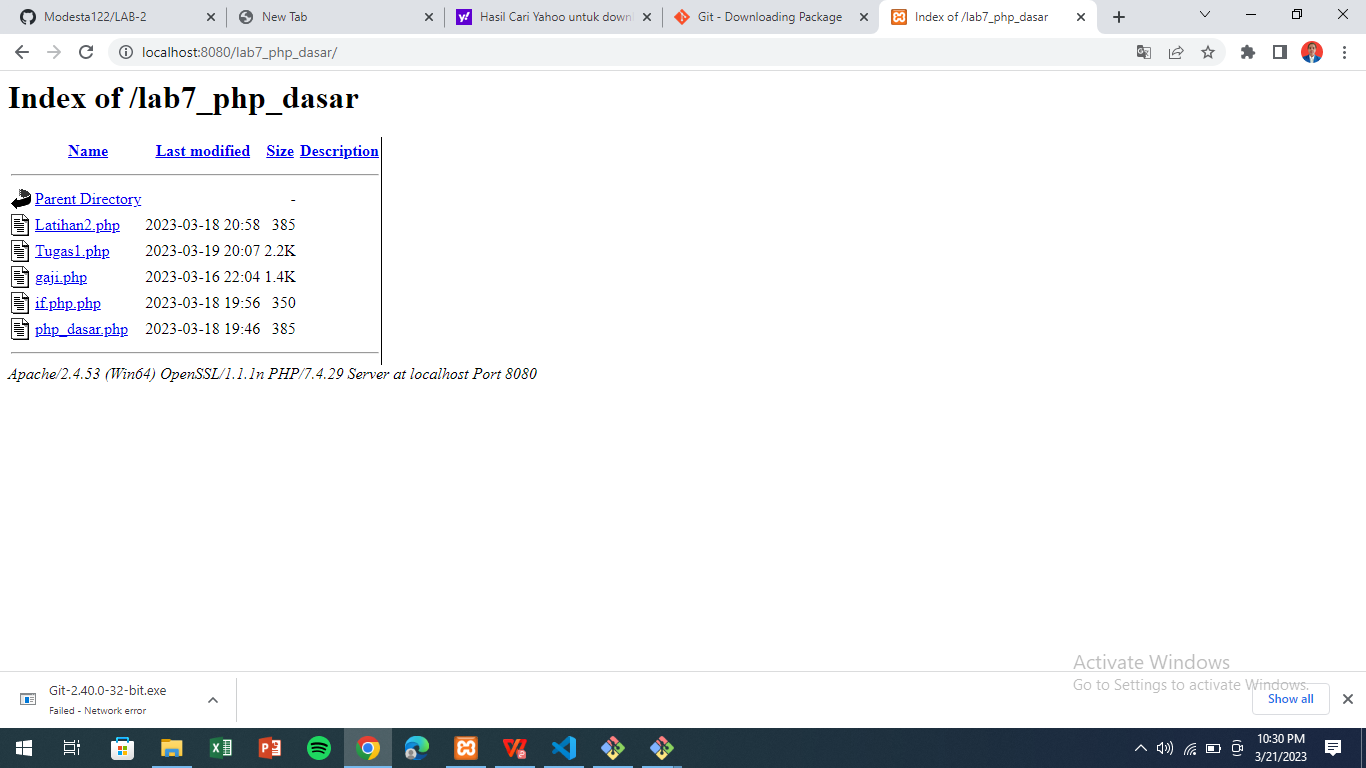 Modesta122/LAB-2
New Tab
Hasil Cari Yahoo untuk down
Git - Downloading Package
Index of /lab7_php_dasar
localhost:8080/lab7_php_dasar/
Index of /lab7_php_dasar
Name Last modified Size Description
Parent Directory -
Latihan2.php 2023-03-18 20:58 385
Tugas1.php 2023-03-19 20:07 2.2K
gaji.php 2023-03-16 22:04 1.4K
if.php.php 2023-03-18 19:56 350
php_dasar.php 2023-03-18 19:46 385
Apache/2.4.53 (Win64) OpenSSL/1.1.1n PHP/7.4.29 Server at localhost Port 8080
Activate Windows
Go to Settings to activate Windows.
Git-2.40.0-32-bit.exe
Failed - Network error
Show all
10:30 PM
3/21/2023